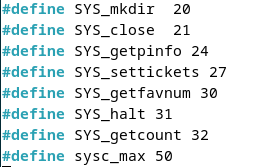 #define SYS_mkdir  20
#define SYS_close  21
#define SYS_getpinfo 24
#define SYS_settickets 27
#define SYS_getfavnum 30
#define SYS_halt 31
#define SYS_getcount 32
#define sysc_max 50